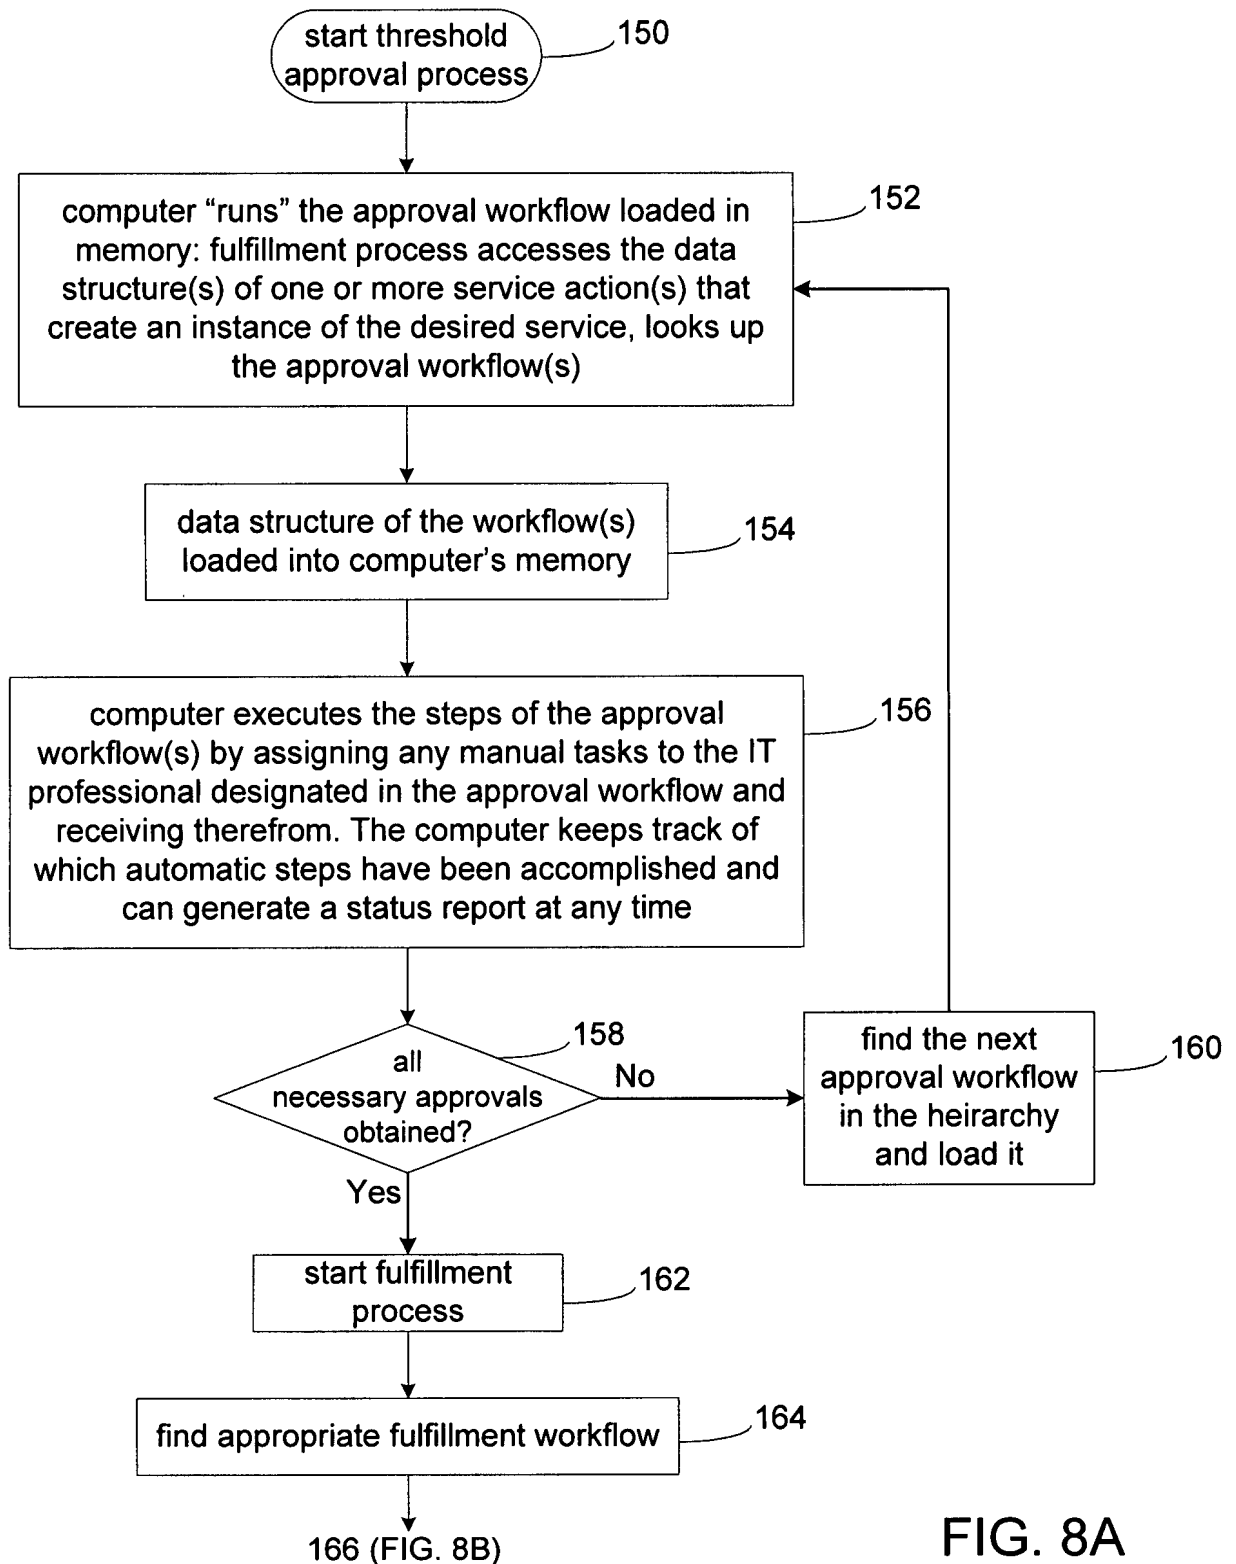 start threshold
approval process
150
computer “runs” the approval workflow loaded in
memory: fulfillment process accesses the data
structure(s) of one or more service action(s) that
create an instance of the desired service, looks up
the approval workflow(s)
152
data structure of the workflow(s)
loaded into computer’s memory
154
computer executes the steps of the approval
workflow(s) by assigning any manual tasks to the IT
professional designated in the approval workflow and
receiving therefrom. The computer keeps track of
which automatic steps have been accomplished and
can generate a status report at any time
156
all
necessary approvals
obtained?
158
No
find the next
approval workflow
in the heirarchy
and load it
160
Yes
start fulfillment
process
162
find appropriate fulfillment workflow
164
166 (FIG. 8B)
FIG. 8A